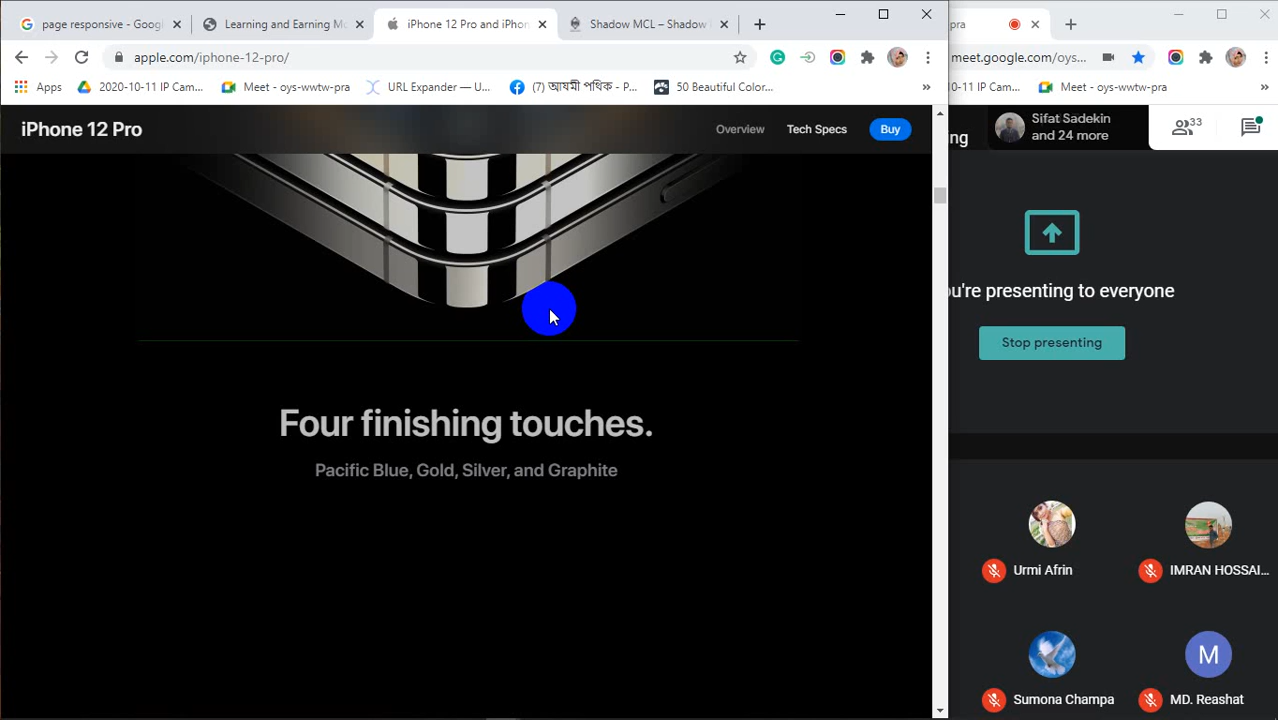 page responsive - Goog
Learning and Earning M
iPhone 12 Pro and iPhon
Shadow MCL – Shadow
pra
apple.com/iphone-12-pro/
meet.google.com/oys...
Apps
2020-10-11 IP Cam...
Meet - oys-wwtw-pra
URL Expander — U...
(7) আযমী পথিক - P...
50 Beautiful Color...
»
0-11 IP Cam...
Meet - oys-wwtw-pra
»
iPhone 12 Pro
Overview
Tech Specs
Buy
ng
Sifat Sadekin
and 24 more
33
u're presenting to everyone
Stop presenting
Four finishing touches.
Pacific Blue, Gold, Silver, and Graphite
Urmi Afrin
IMRAN HOSSAI...
M
Sumona Champa
MD. Reashat